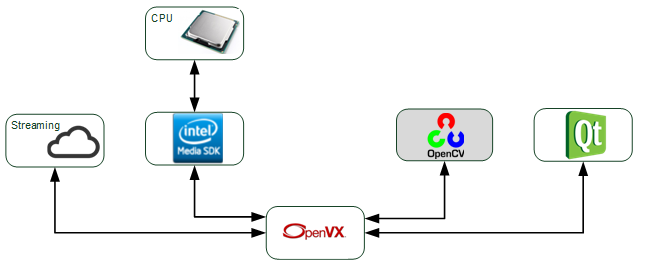 CPU
Streaming
intel
Media SDK
OpenCV
Qt
OpenVX